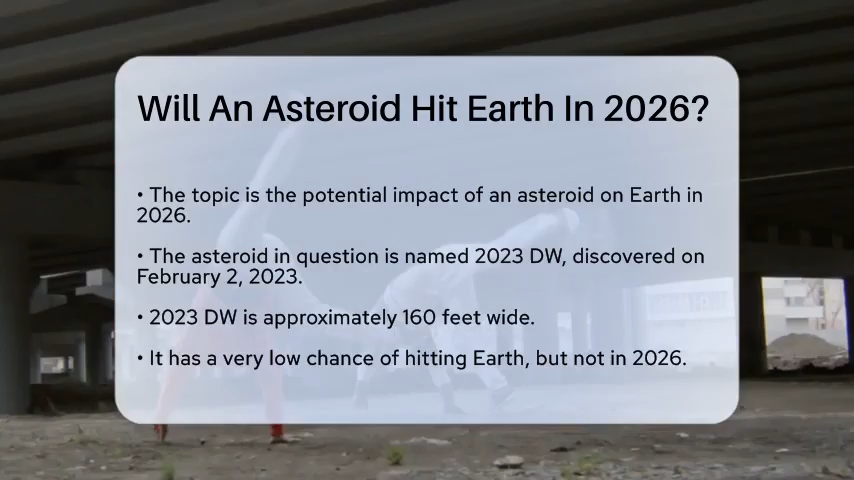 Will An Asteroid Hit Earth In 2026?
• The topic is the potential impact of an asteroid on Earth in
2026.
• The asteroid in question is named 2023 DW, discovered on
February 2, 2023.
• 2023 DW is approximately 160 feet wide.
• It has a very low chance of hitting Earth, but not in 2026.